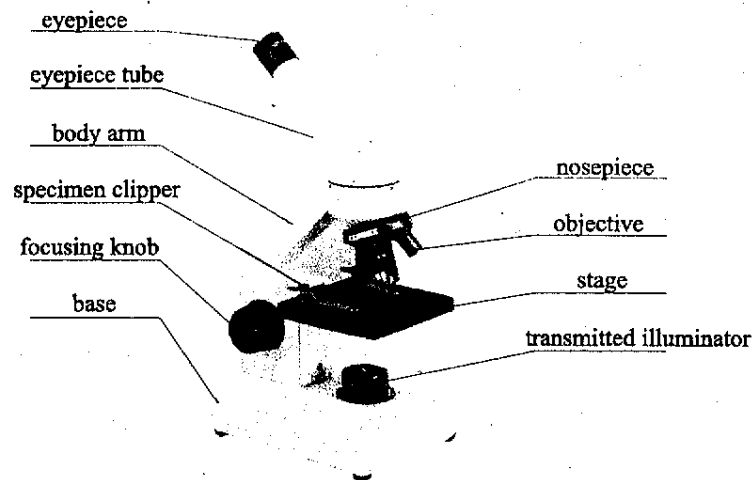 eyepiece
eyepiece tube
body arm
specimen clipper
focusing knob
base
nosepiece
objective
stage
transmitted illuminator